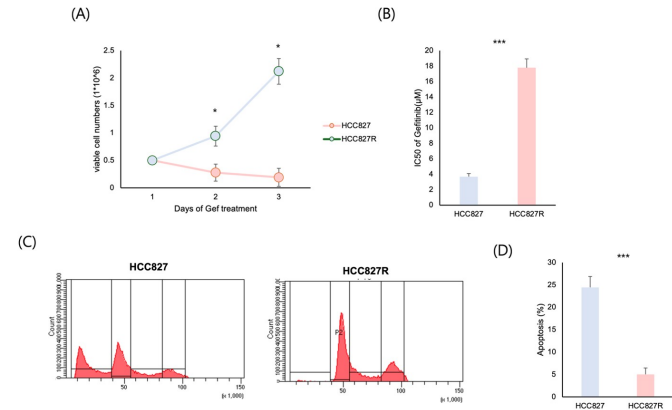 (A)
viable cell numbers (1*10^6)
2.5
2
1.5
1
0.5
0
*
*
1 2 3
Days of Gef treatment
HCC827
HCC827R
(B)
IC50 of Gefitinib(μM)
20
18
16
14
12
10
8
6
4
2
0
***
HCC827 HCC827R
(C)
HCC827
Count
50 100 150
(x 1,000)
HCC827R
Count
P2
50 100 150
(x 1,000)
(D)
Apoptosis (%)
30
25
20
15
10
5
0
***
HCC827 HCC827R